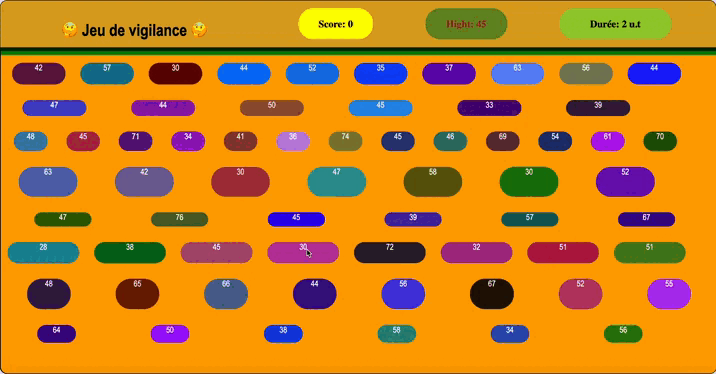 Jeu de vigilance
Score: 0
Hight: 45
Durée: 2 u.t
42 57 30 44 52 35 37 63 56 44
47 44 50 45 33 39
48 45 71 34 41 36 74 45 46 69 54 61 70
63 42 30 47 58 30 52
47 76 45 39 57 67
28 38 45 30 72 32 51 51
48 65 66 44 56 67 52 55
64 50 38 58 34 56